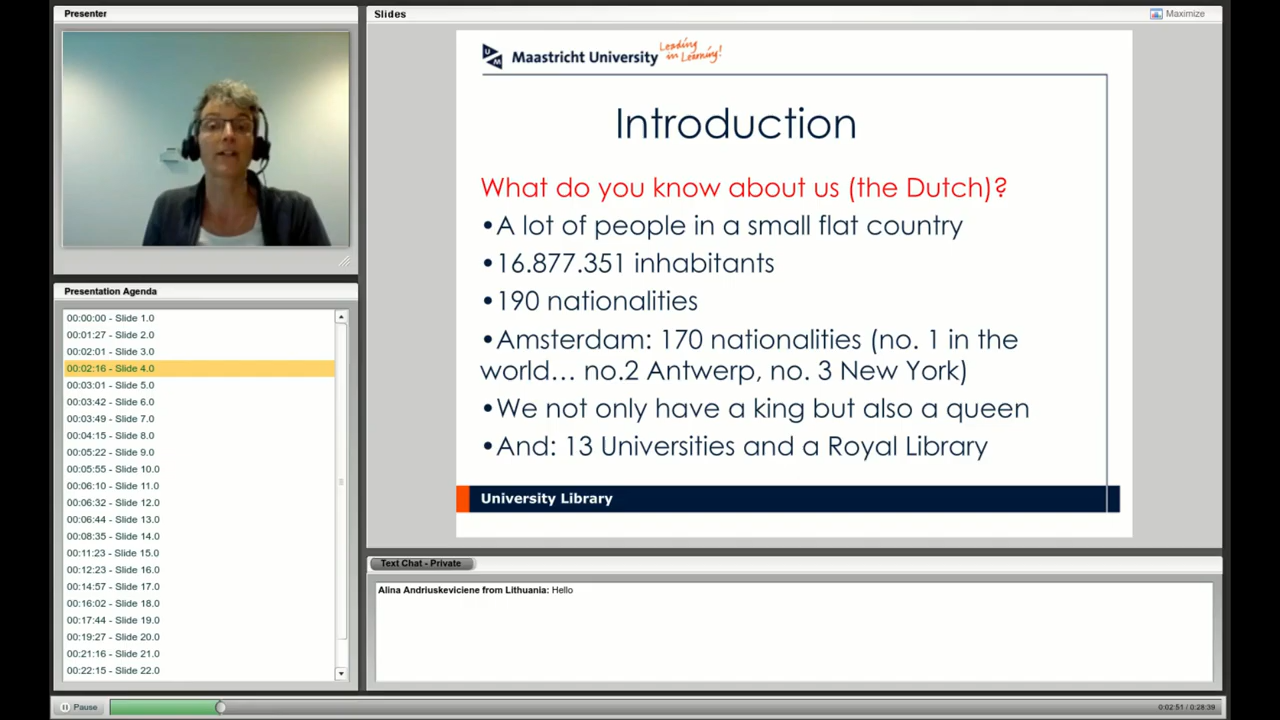 Presenter
Slides
Maximize
Maastricht University
Leading
in Learning!
Introduction
What do you know about us (the Dutch)?
•A lot of people in a small flat country
•16.877.351 inhabitants
•190 nationalities
•Amsterdam: 170 nationalities (no. 1 in the
world… no.2 Antwerp, no. 3 New York)
•We not only have a king but also a queen
•And: 13 Universities and a Royal Library
University Library
Presentation Agenda
00:00:00 - Slide 1.0
00:01:27 - Slide 2.0
00:02:01 - Slide 3.0
00:02:16 - Slide 4.0
00:03:01 - Slide 5.0
00:03:42 - Slide 6.0
00:03:49 - Slide 7.0
00:04:15 - Slide 8.0
00:05:22 - Slide 9.0
00:05:55 - Slide 10.0
00:06:10 - Slide 11.0
00:06:32 - Slide 12.0
00:06:44 - Slide 13.0
00:08:35 - Slide 14.0
00:11:23 - Slide 15.0
00:12:23 - Slide 16.0
00:14:57 - Slide 17.0
00:16:02 - Slide 18.0
00:17:44 - Slide 19.0
00:19:27 - Slide 20.0
00:21:16 - Slide 21.0
00:22:15 - Slide 22.0
Text Chat - Private
Alina Andriuskeviciene from Lithuania: Hello
Pause
0:02:51 / 0:28:39